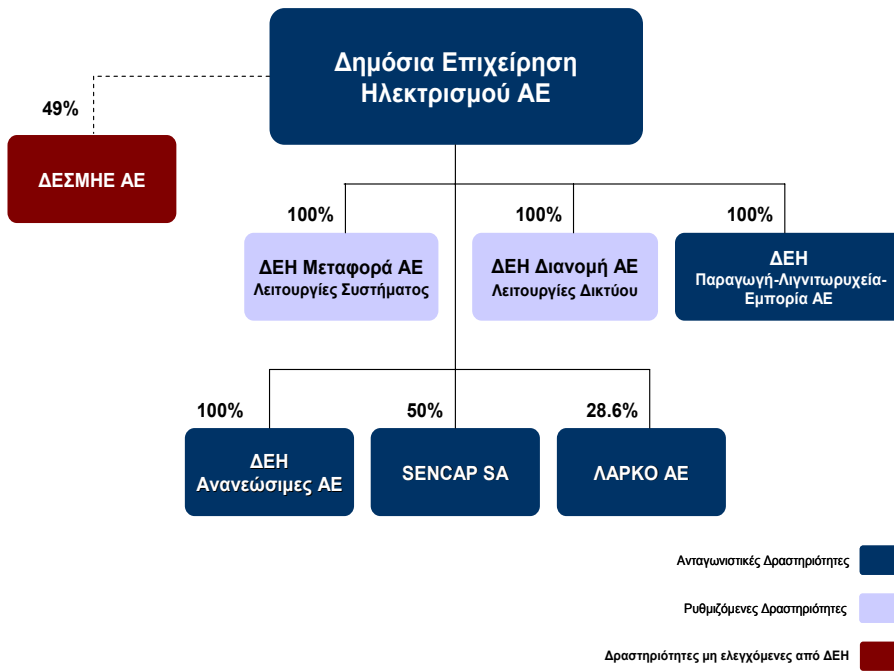 Δημόσια Επιχείρηση
Ηλεκτρισμού ΑΕ
49%
ΔΕΣΜΗΕ ΑΕ
100%
100%
100%
ΔΕΗ Μεταφορά ΑΕ
Λειτουργίες Συστήματος
ΔΕΗ Διανομή ΑΕ
Λειτουργίες Δικτύου
ΔΕΗ
Παραγωγή-Λιγνιτωρυχεία-
Εμπορία ΑΕ
100%
50%
28.6%
ΔΕΗ
Ανανεώσιμες ΑΕ
SENCAP SA
ΛΑΡΚΟ ΑΕ
Ανταγωνιστικές Δραστηριότητες
Ρυθμιζόμενες Δραστηριότητες
Δραστηριότητες μη ελεγχόμενες από ΔΕΗ